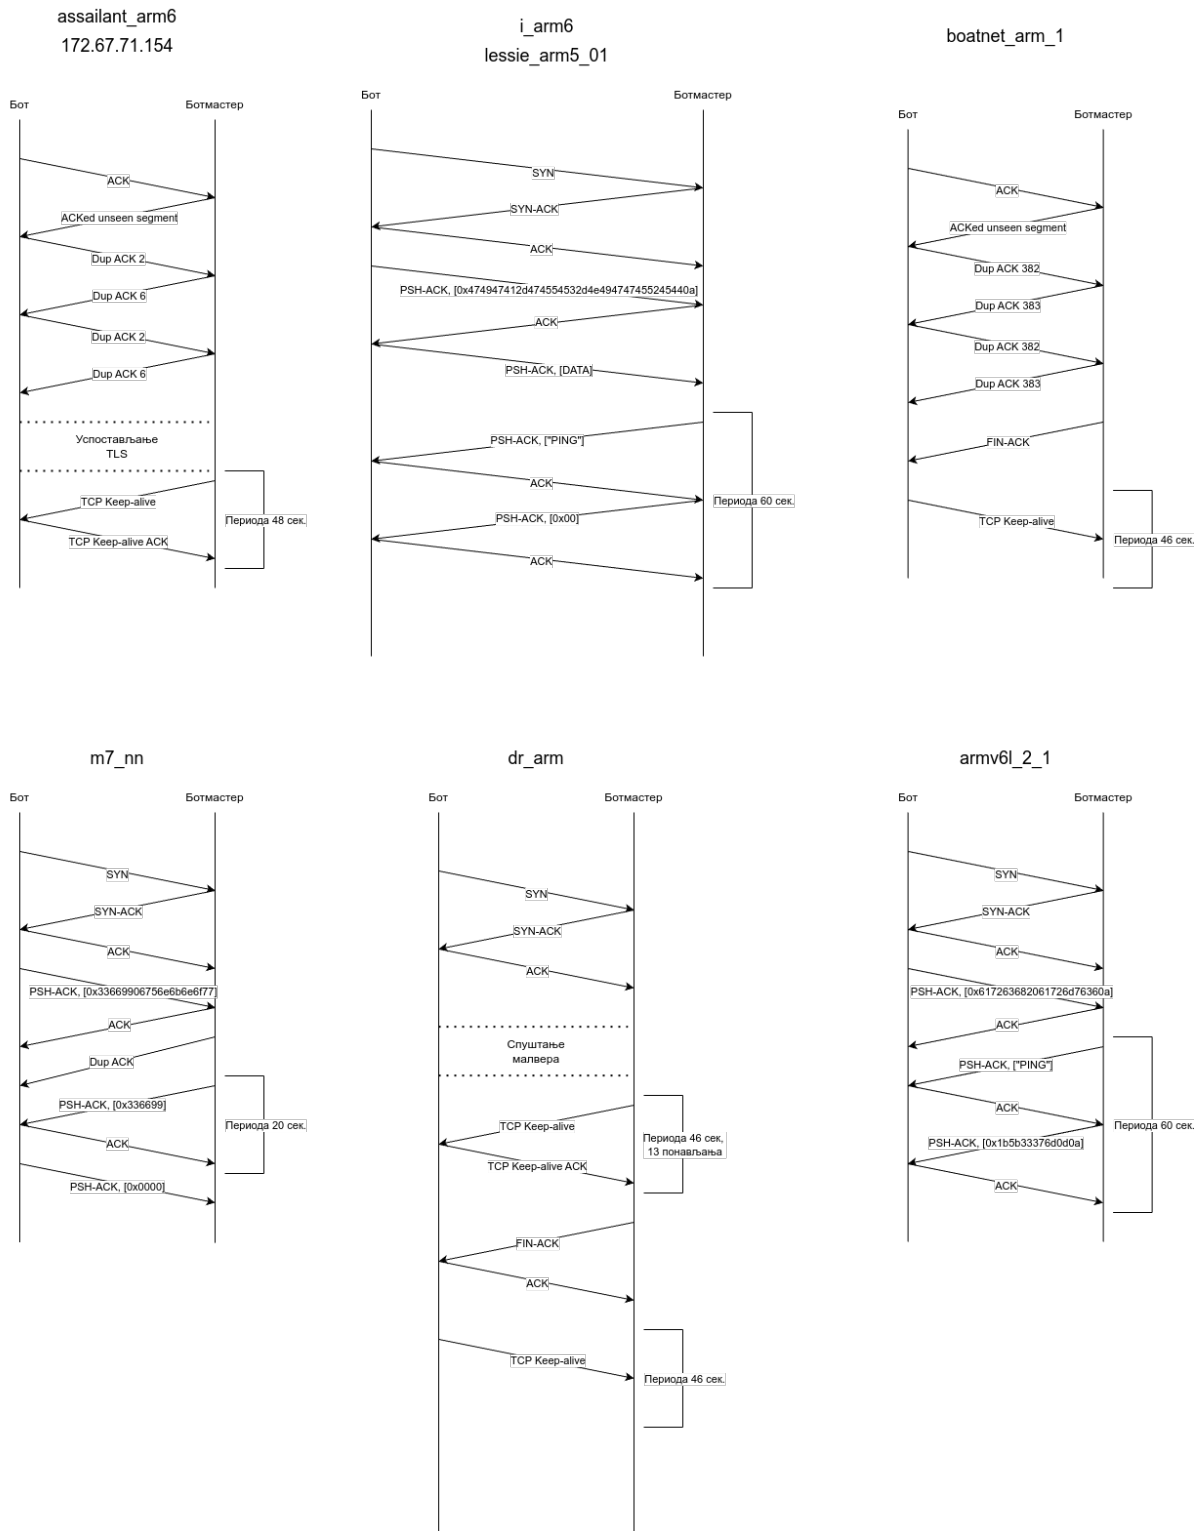 assailant_arm6
172.67.71.154
Бот
Ботмастер
ACK
ACKed unseen segment
Dup ACK 2
Dup ACK 6
Dup ACK 2
Dup ACK 6
Успостављање
TLS
TCP Keep-alive
TCP Keep-alive ACK
Периода 48 сек.
i_arm6
lessie_arm5_01
Бот
Ботмастер
SYN
SYN-ACK
ACK
PSH-ACK, [0x474947412d474554532d4e494747455245440a]
ACK
PSH-ACK, [DATA]
PSH-ACK, ["PING"]
ACK
PSH-ACK, [0x00]
ACK
Периода 60 сек.
boatnet_arm_1
Бот
Ботмастер
ACK
ACKed unseen segment
Dup ACK 382
Dup ACK 383
Dup ACK 382
Dup ACK 383
FIN-ACK
TCP Keep-alive
Периода 46 сек.
m7_nn
Бот
Ботмастер
SYN
SYN-ACK
ACK
PSH-ACK, [0x33669906756e6b6e6f77]
ACK
Dup ACK
PSH-ACK, [0x336699]
ACK
PSH-ACK, [0x0000]
Периода 20 сек.
dr_arm
Бот
Ботмастер
SYN
SYN-ACK
ACK
Спуштање
малвера
TCP Keep-alive
TCP Keep-alive ACK
Периода 46 сек,
13 понављања
FIN-ACK
ACK
TCP Keep-alive
Периода 46 сек.
armv6l_2_1
Бот
Ботмастер
SYN
SYN-ACK
ACK
PSH-ACK, [0x617263682061726d76360a]
ACK
PSH-ACK, ["PING"]
ACK
PSH-ACK, [0x1b5b33376d0d0a]
ACK
Периода 60 сек.